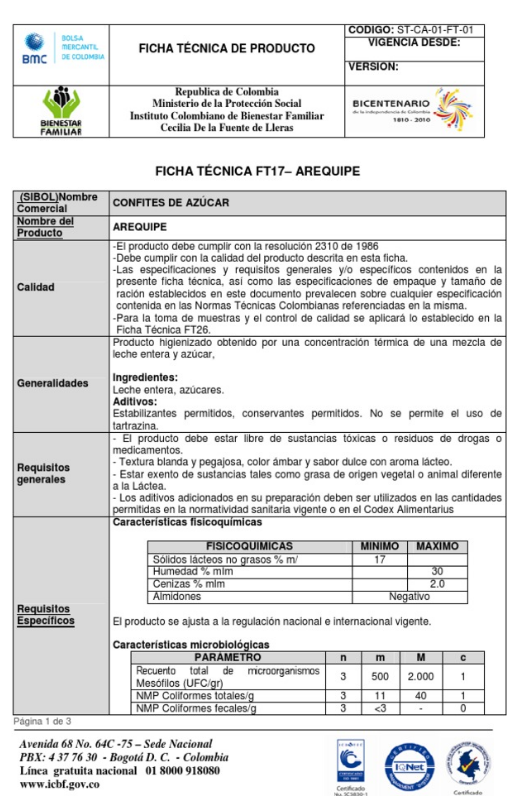 BMC
BOLSA
MERCANTIL
DE COLOMBIA
FICHA TÉCNICA DE PRODUCTO
CODIGO: ST-CA-01-FT-01
VIGENCIA DESDE:
VERSION:
BIENESTAR
FAMILIAR
Republica de Colombia
Ministerio de la Protección Social
Instituto Colombiano de Bienestar Familiar
Cecilia De la Fuente de Lleras
BICENTENARIO
de la Independencia de Colombia
1810 - 2010
FICHA TÉCNICA FT17– AREQUIPE
(SIBOL)Nombre
Comercial
CONFITES DE AZÚCAR
Nombre del
Producto
AREQUIPE
Calidad
-El producto debe cumplir con la resolución 2310 de 1986
-Debe cumplir con la calidad del producto descrita en esta ficha.
-Las especificaciones y requisitos generales y/o específicos contenidos en la
presente ficha técnica, así como las especificaciones de empaque y tamaño de
ración establecidos en este documento prevalecen sobre cualquier especificación
contenida en las Normas Técnicas Colombianas referenciadas en la misma.
-Para la toma de muestras y el control de calidad se aplicará lo establecido en la
Ficha Técnica FT26.
Generalidades
Producto higienizado obtenido por una concentración térmica de una mezcla de
leche entera y azúcar,
Ingredientes:
Leche entera, azúcares.
Aditivos:
Estabilizantes permitidos, conservantes permitidos. No se permite el uso de
tartrazina.
Requisitos
generales
- El producto debe estar libre de sustancias tóxicas o residuos de drogas o
medicamentos.
- Textura blanda y pegajosa, color ámbar y sabor dulce con aroma lácteo.
- Estar exento de sustancias tales como grasa de origen vegetal o animal diferente
a la Láctea.
- Los aditivos adicionados en su preparación deben ser utilizados en las cantidades
permitidas en la normatividad sanitaria vigente o en el Codex Alimentarius
Requisitos
Específicos
Características fisicoquímicas
FISICOQUIMICAS MINIMO MAXIMO
Sólidos lácteos no grasos % m/ 17
Humedad % mlm 30
Cenizas % mlm 2.0
Almidones Negativo
El producto se ajusta a la regulación nacional e internacional vigente.
Características microbiológicas
PARAMETRO n m M c
Recuento total de microorganismos
Mesófilos (UFC/gr) 3 500 2.000 1
NMP Coliformes totales/g 3 11 40 1
NMP Coliformes fecales/g 3 <3 - 0
Página 1 de 3
Avenida 68 No. 64C -75 – Sede Nacional
PBX: 4 37 76 30 - Bogotá D. C. - Colombia
Línea gratuita nacional 01 8000 918080
www.icbf.gov.co
IQNet
Certificado
Certificado